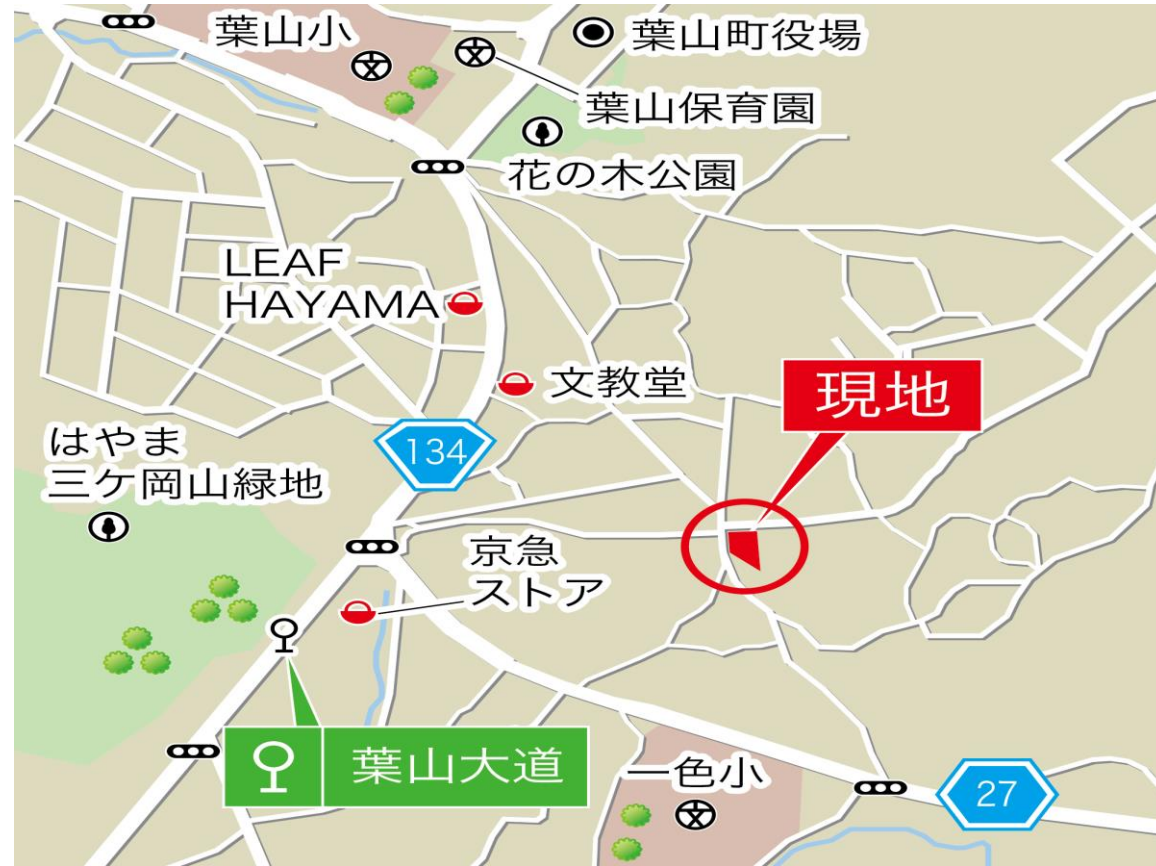 葉山小
葉山町役場
葉山保育園
花の木公園
LEAF
HAYAMA
文教堂
現地
134
はやま
三ケ岡山緑地
京急
ストア
葉山大道
一色小
27